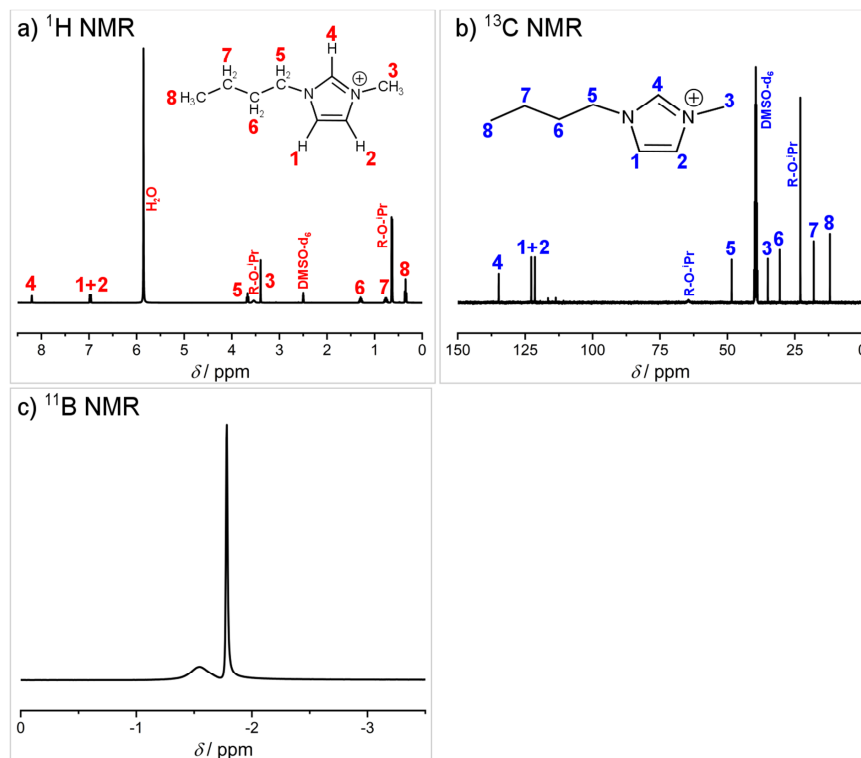 a) ¹H NMR
H
4
7
H₂
C
5
H₂
C
3
CH₃
8
H₃C
C
H₂
6
N
N
⊕
H
1
H
2
H₂O
R-O-ⁱPr
DMSO-d₆
R-O-ⁱPr
4
1+2
5
3
6
7
8
8 7 6 5 4 3 2 1 0
δ / ppm
b) ¹³C NMR
7
5
4
⊕
3
8
6
N
N
1
2
DMSO-d₆
R-O-ⁱPr
R-O-ⁱPr
4
1+2
5
3
6
7
8
150 125 100 75 50 25 0
δ / ppm
c) ¹¹B NMR
0 -1 -2 -3
δ / ppm